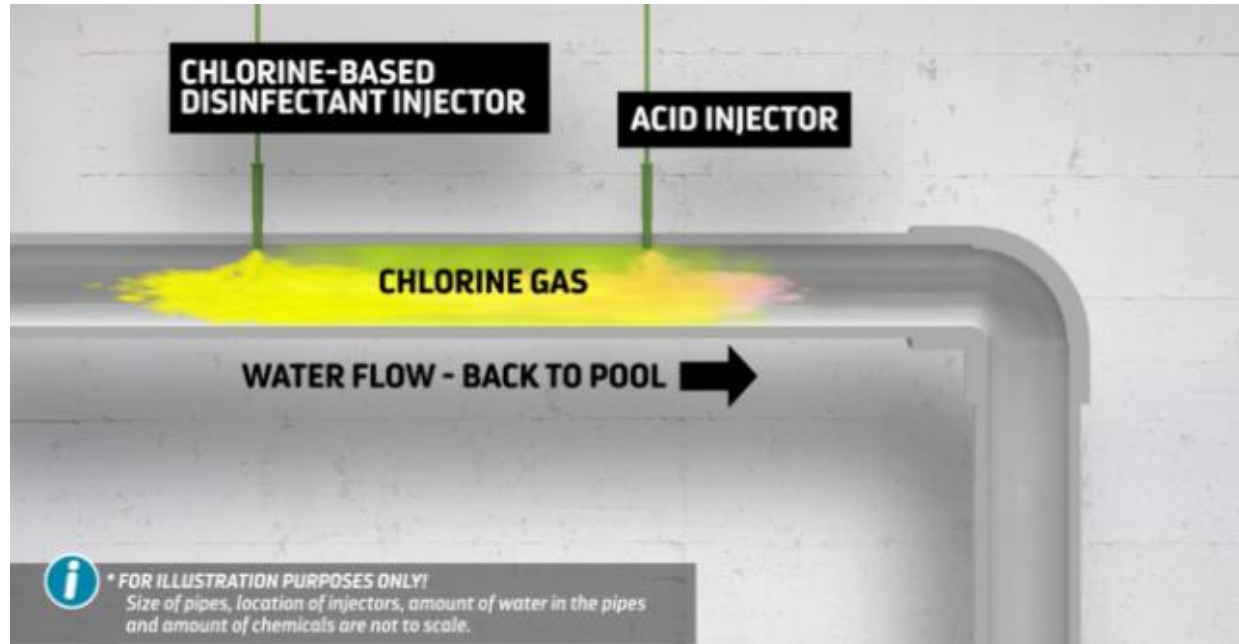 CHLORINE-BASED
DISINFECTANT INJECTOR
ACID INJECTOR
CHLORINE GAS
WATER FLOW - BACK TO POOL
i
* FOR ILLUSTRATION PURPOSES ONLY!
Size of pipes, location of injectors, amount of water in the pipes
and amount of chemicals are not to scale.